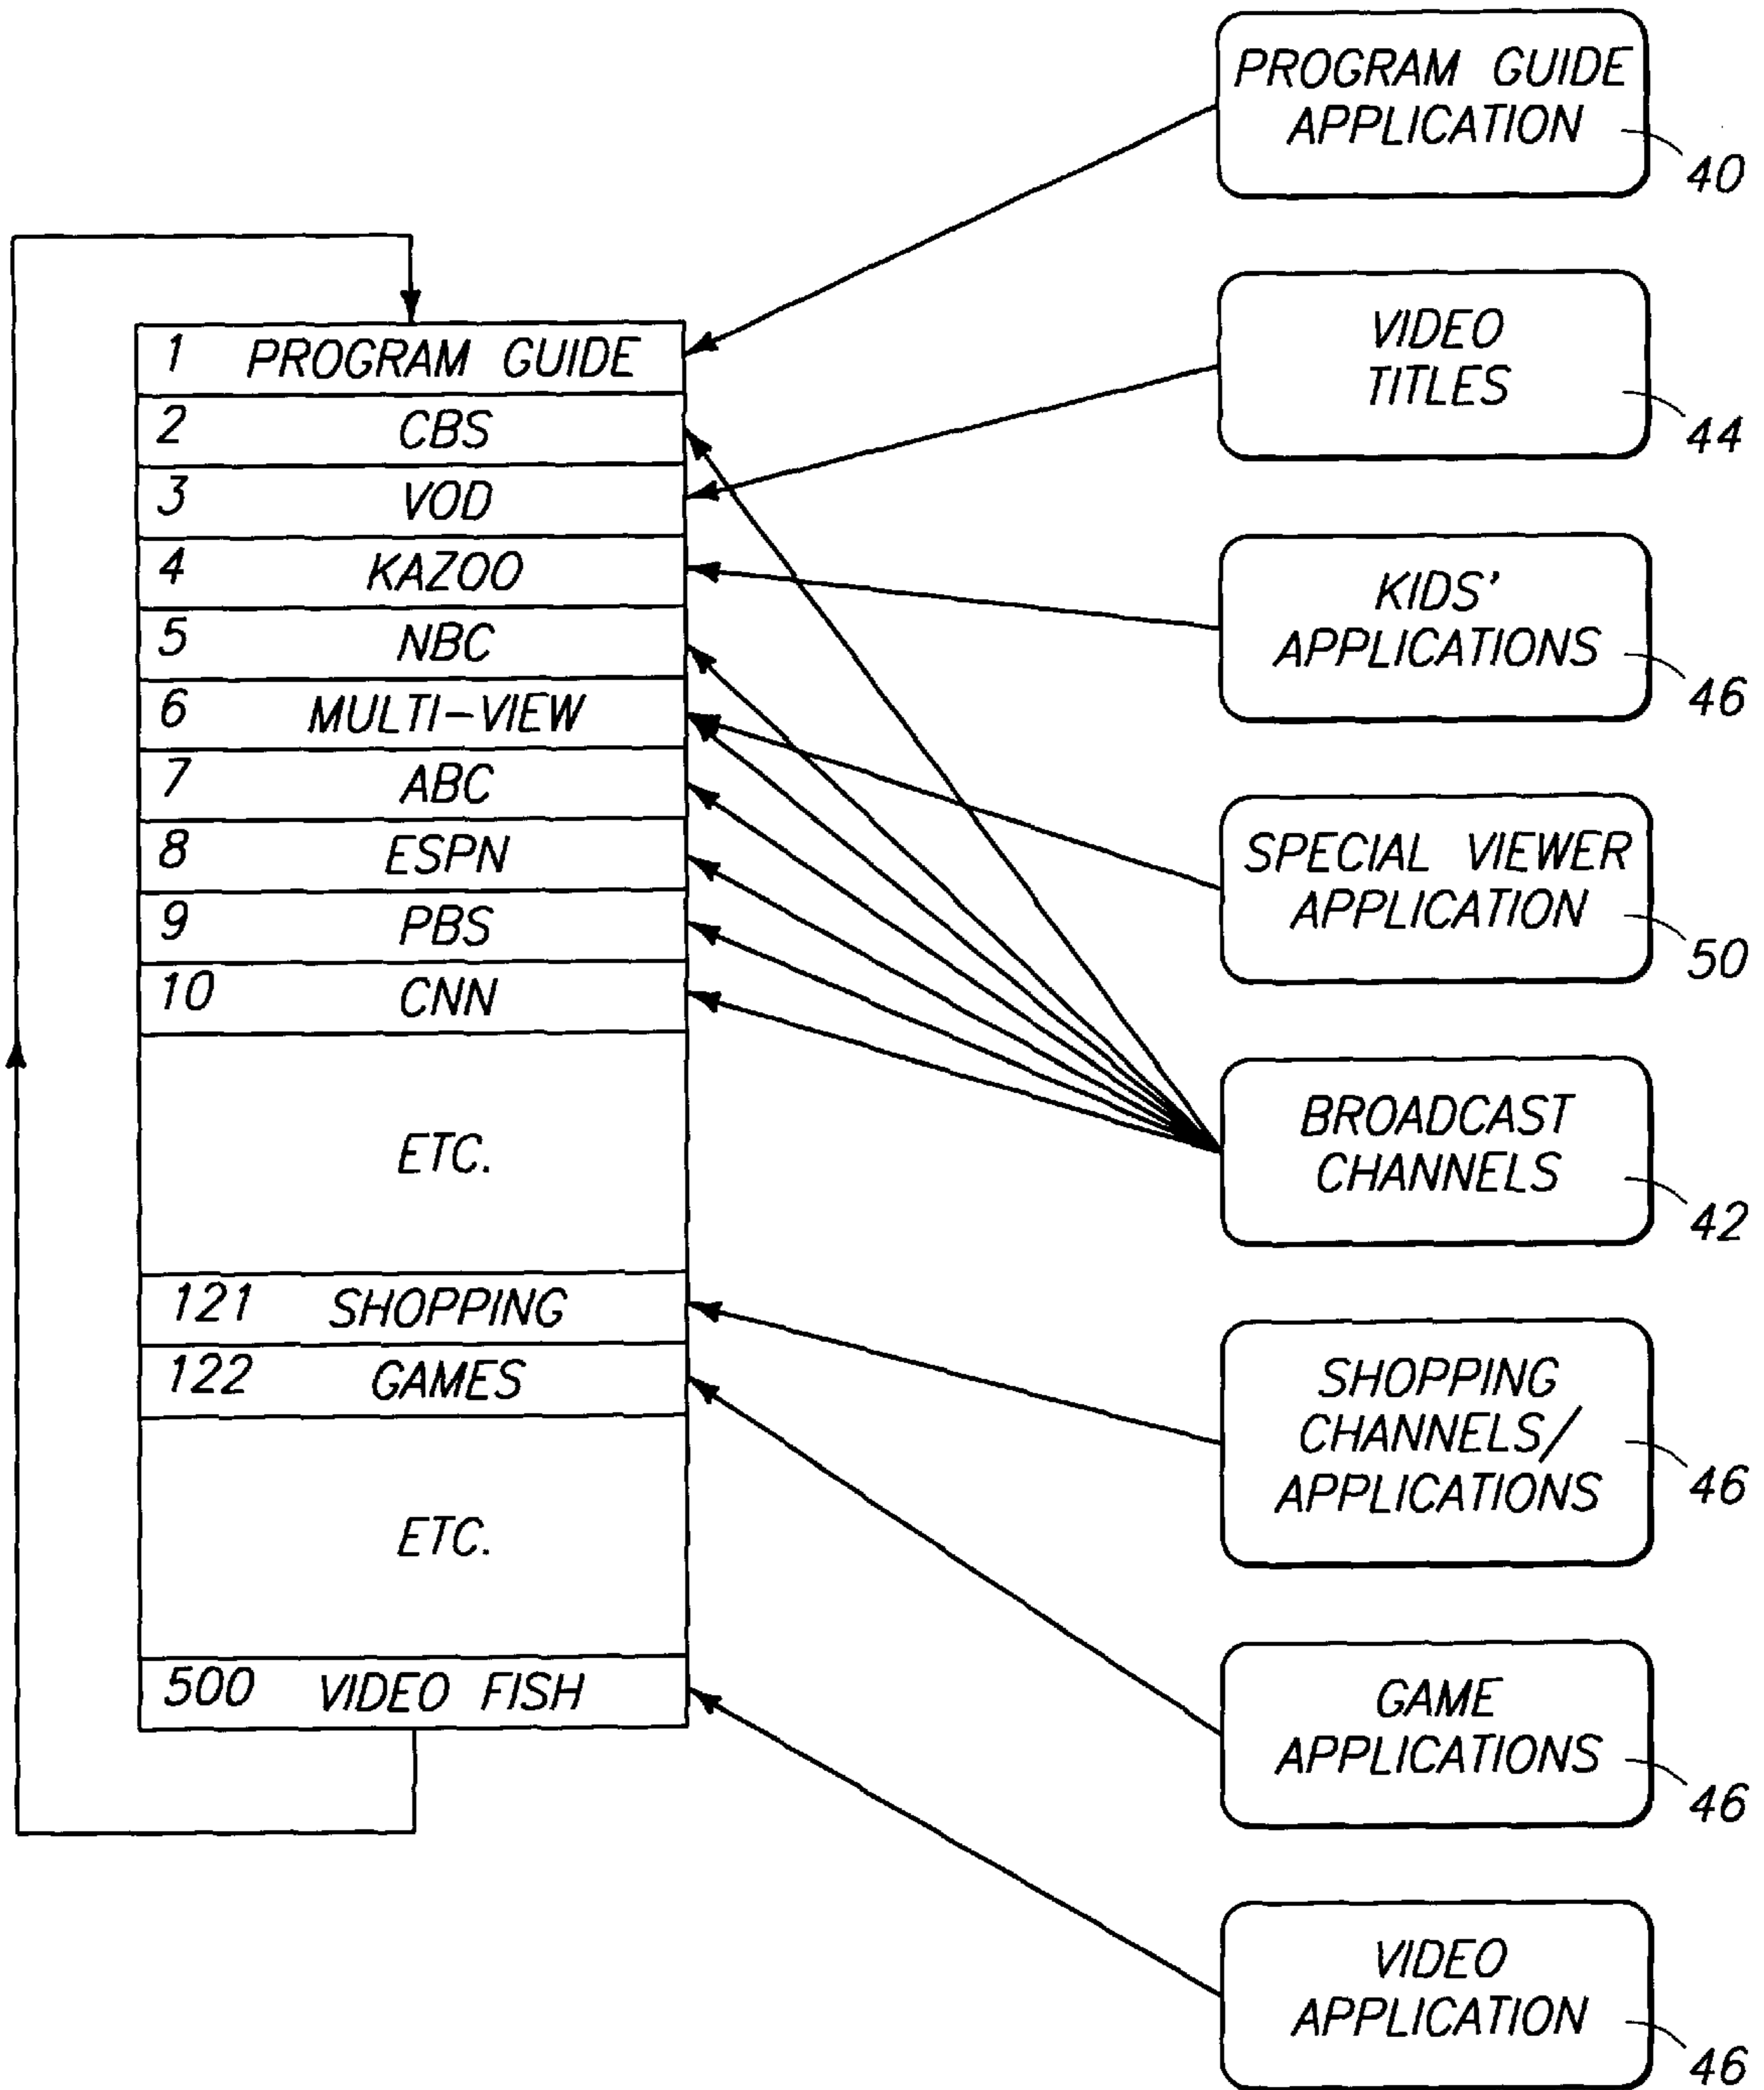 1 PROGRAM GUIDE
2 CBS
3 VOD
4 KAZOO
5 NBC
6 MULTI-VIEW
7 ABC
8 ESPN
9 PBS
10 CNN
ETC.
121 SHOPPING
122 GAMES
ETC.
500 VIDEO FISH
PROGRAM GUIDE
APPLICATION
40
VIDEO
TITLES
44
KIDS'
APPLICATIONS
46
SPECIAL VIEWER
APPLICATION
50
BROADCAST
CHANNELS
42
SHOPPING
CHANNELS/
APPLICATIONS
46
GAME
APPLICATIONS
46
VIDEO
APPLICATION
46